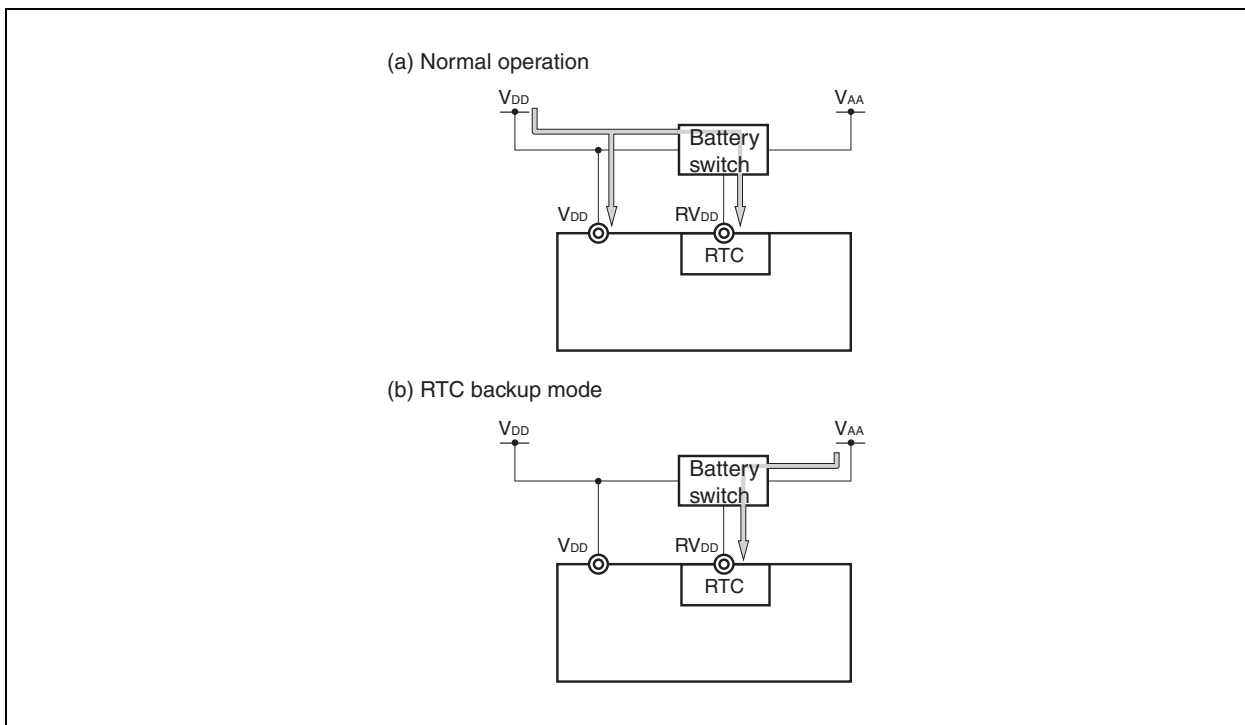 (a) Normal operation
VDD
VAA
Battery
switch
VDD
RVDD
RTC
(b) RTC backup mode
VDD
VAA
Battery
switch
VDD
RVDD
RTC